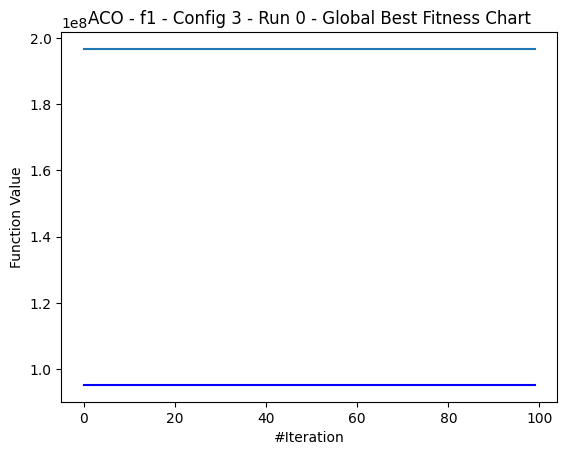 ACO - f1 - Config 3 - Run 0 - Global Best Fitness Chart
1e8
2.0
1.8
1.6
1.4
1.2
1.0
Function Value
0 20 40 60 80 100
#Iteration